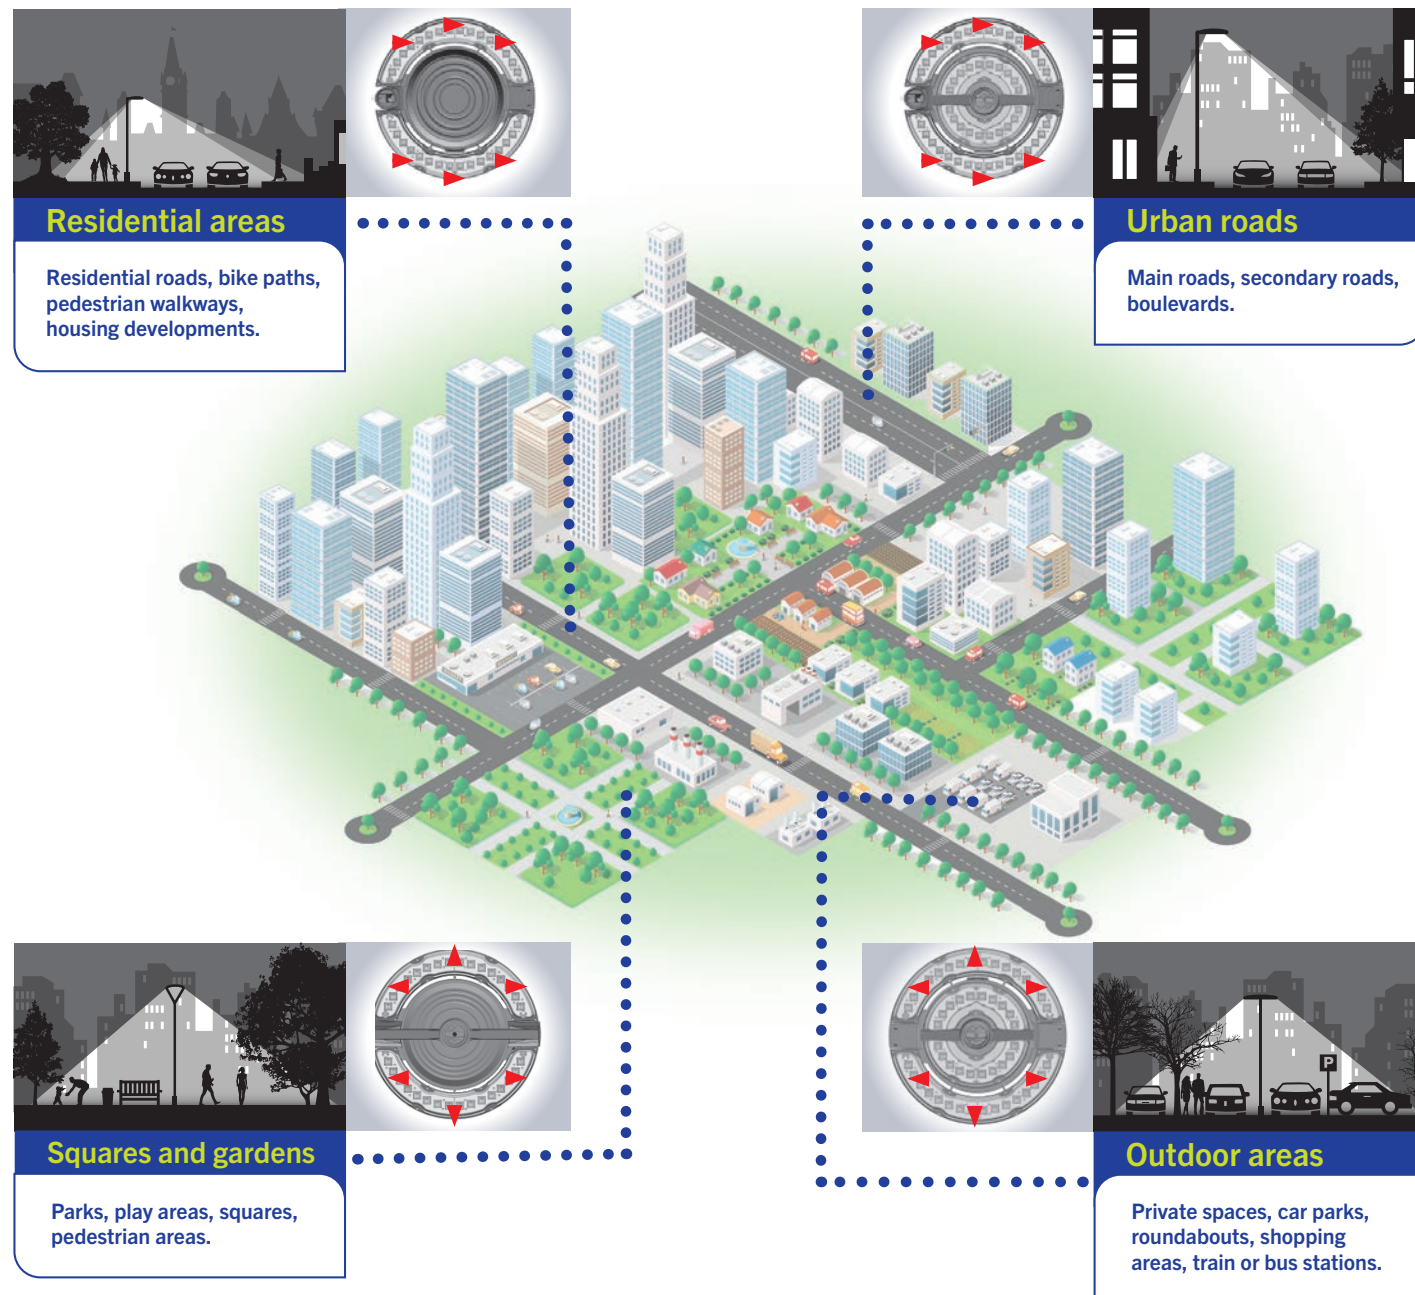 Residential areas
Residential roads, bike paths,
pedestrian walkways,
housing developments.
Urban roads
Main roads, secondary roads,
boulevards.
Squares and gardens
Parks, play areas, squares,
pedestrian areas.
P
Outdoor areas
Private spaces, car parks,
roundabouts, shopping
areas, train or bus stations.